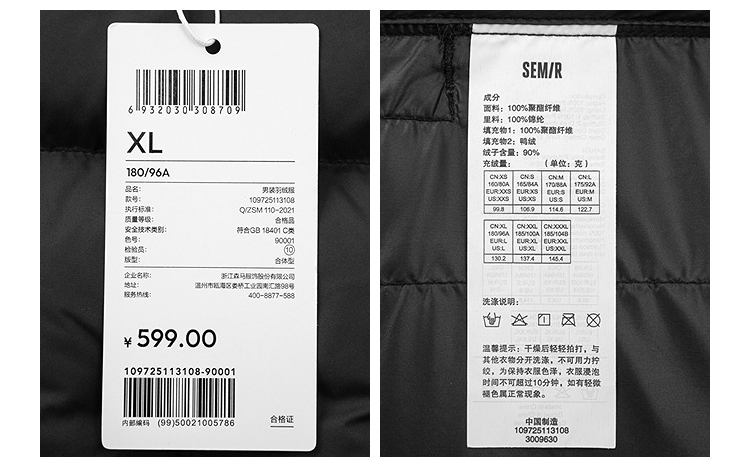 6 932030 308709
XL
180/96A
品名: 男装羽绒服
款号: 109725113108
执行标准: Q/ZSM 110-2021
质量等级: 合格品
安全技术类别: 符合GB 18401 C类
色号: 90001
检验员: 10
版型: 合体型
企业名称: 浙江森马服饰股份有限公司
地址: 温州市瓯海区娄桥工业园南汇路98号
服务热线: 400-8877-588
¥ 599.00
109725113108-90001
内部编码 (99)50021005786
合格证
SEMIR
成分
面料: 100%聚酯纤维
里料: 100%锦纶
填充物1: 100%聚酯纤维
填充物2: 鸭绒
绒子含量: 90%
充绒量: (单位: 克)
CN:XS CN:S CN:M CN:L
160/80A 165/84A 170/88A 175/92A
EUR:XXS EUR:XS EUR:S EUR:M
US:XXS US:XS US:S US:M
99.8 106.9 114.6 122.7
CN:XL CN:XXL CN:XXXL
180/96A 185/100A 185/104B
EUR:L EUR:XL EUR:XXL
US:L US:XL US:XXL
130.2 137.4 145.4
洗涤说明:
温馨提示: 干燥后轻轻拍打, 与
其他衣物分开洗涤, 不可用力拧
绞, 为保持衣服色泽, 衣服浸泡
时间不可超过10分钟, 如有轻微
褪色属正常现象。
中国制造
109725113108
3009630